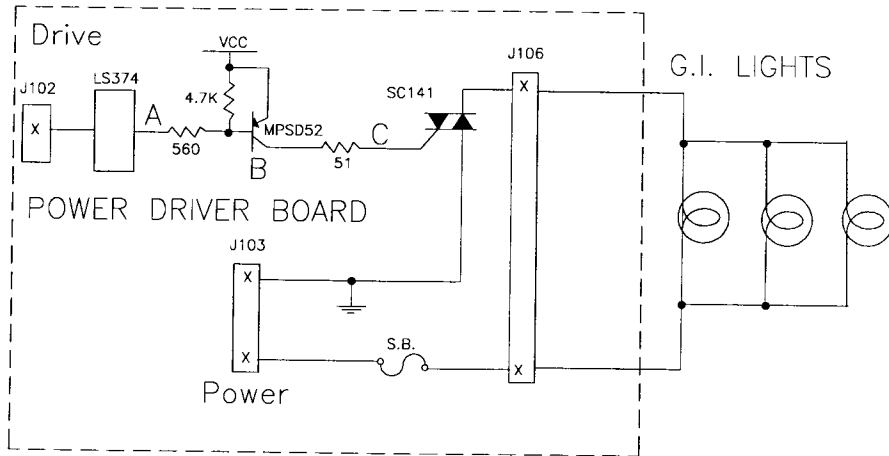 Drive
VCC
J106
G.I. LIGHTS
J102
LS374
4.7K
SC141
X
A
MPSD52
C
X
560
B
51
POWER DRIVER BOARD
J103
X
S.B.
X
X
Power